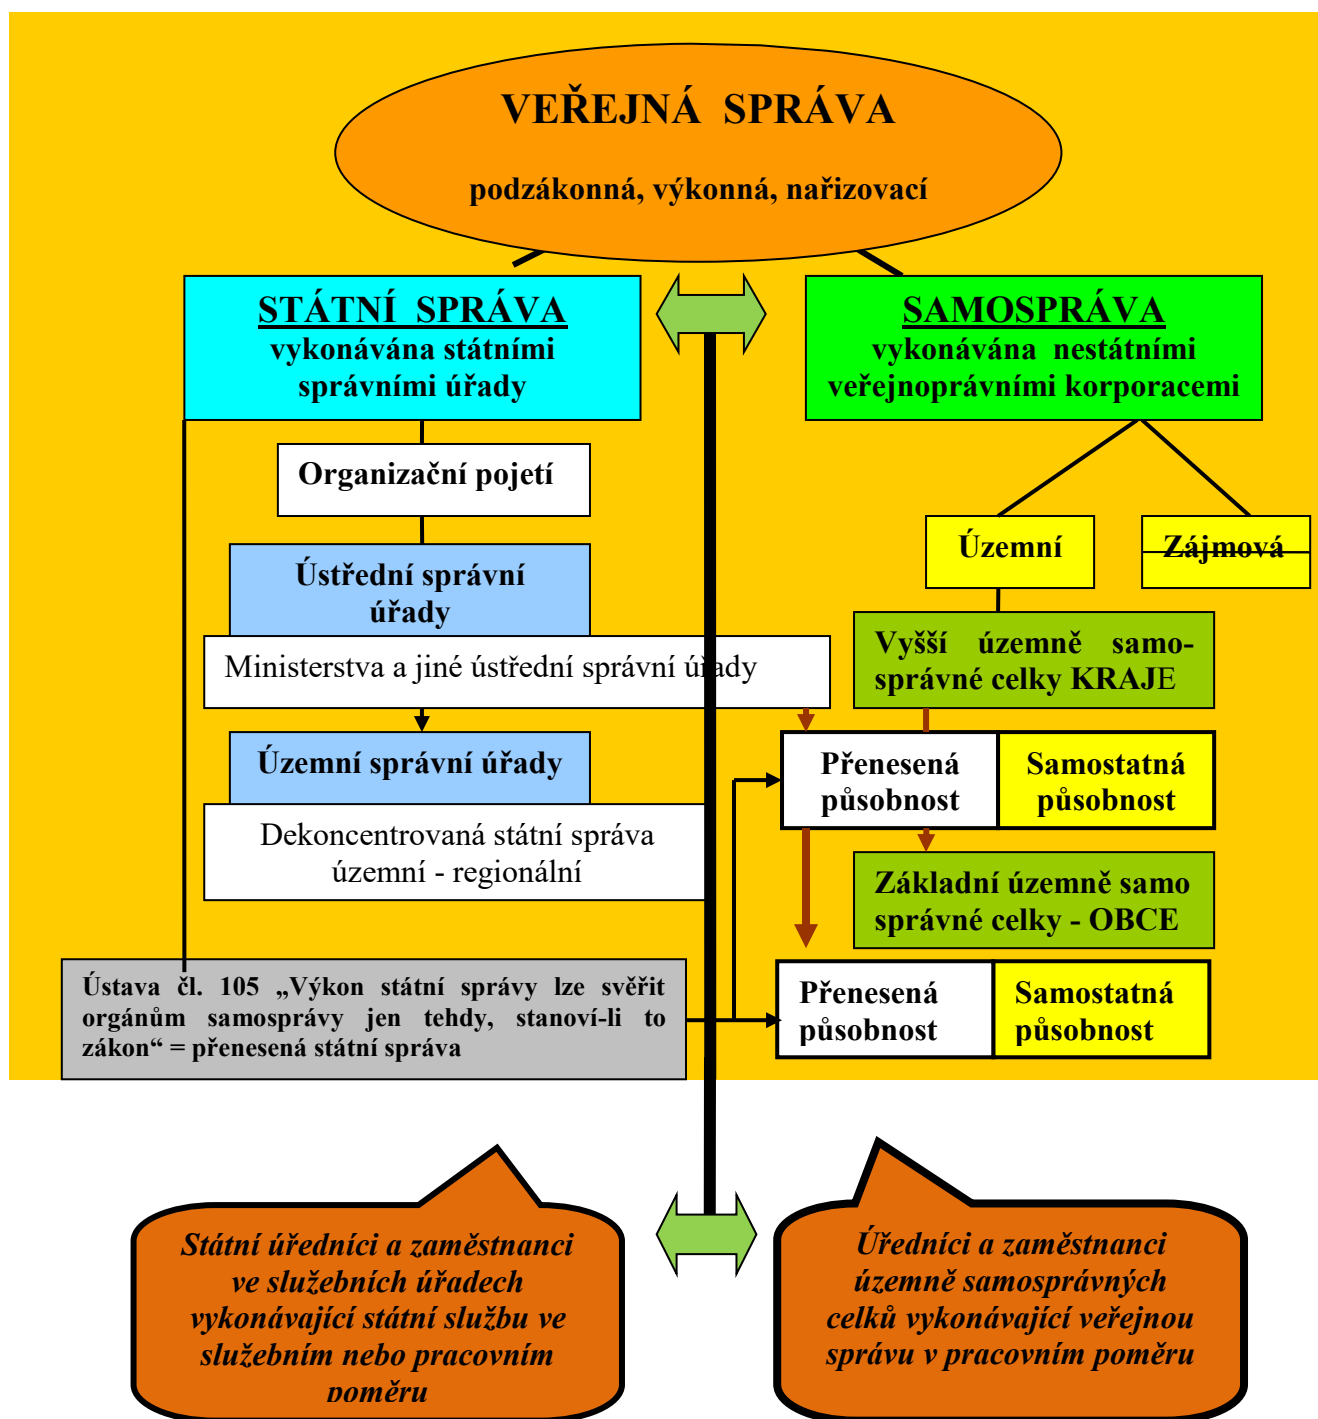 VEŘEJNÁ SPRÁVA
podzákonná, výkonná, nařizovací
STÁTNÍ SPRÁVA
vykonávána státními
správními úřady
SAMOSPRÁVA
vykonávána nestátními
veřejnoprávními korporacemi
Organizační pojetí
Územní
Zájmová
Ústřední správní
úřady
Ministerstva a jiné ústřední správní úřady
Vyšší územně samo-
správné celky KRAJE
Územní správní úřady
Přenesená
působnost
Samostatná
působnost
Dekoncentrovaná státní správa
územní - regionální
Základní územně samo
správné celky - OBCE
Ústava čl. 105 „Výkon státní správy lze svěřit
orgánům samosprávy jen tehdy, stanoví-li to
zákon“ = přenesená státní správa
Přenesená
působnost
Samostatná
působnost
Státní úředníci a zaměstnanci
ve služebních úřadech
vykonávající státní službu ve
služebním nebo pracovním
poměru
Úředníci a zaměstnanci
územně samosprávných
celků vykonávající veřejnou
správu v pracovním poměru